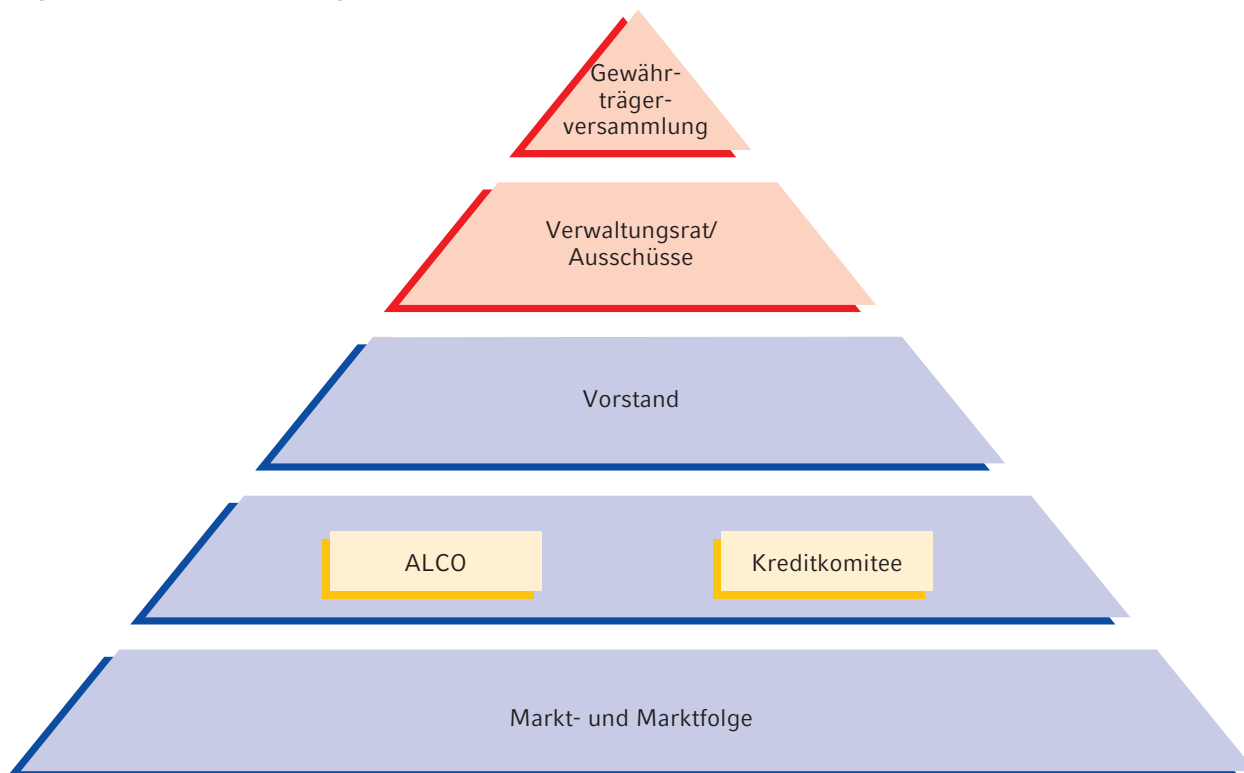 Gewähr-
träger-
versammlung
Verwaltungsrat/
Ausschüsse
Vorstand
ALCO
Kreditkomitee
Markt- und Marktfolge